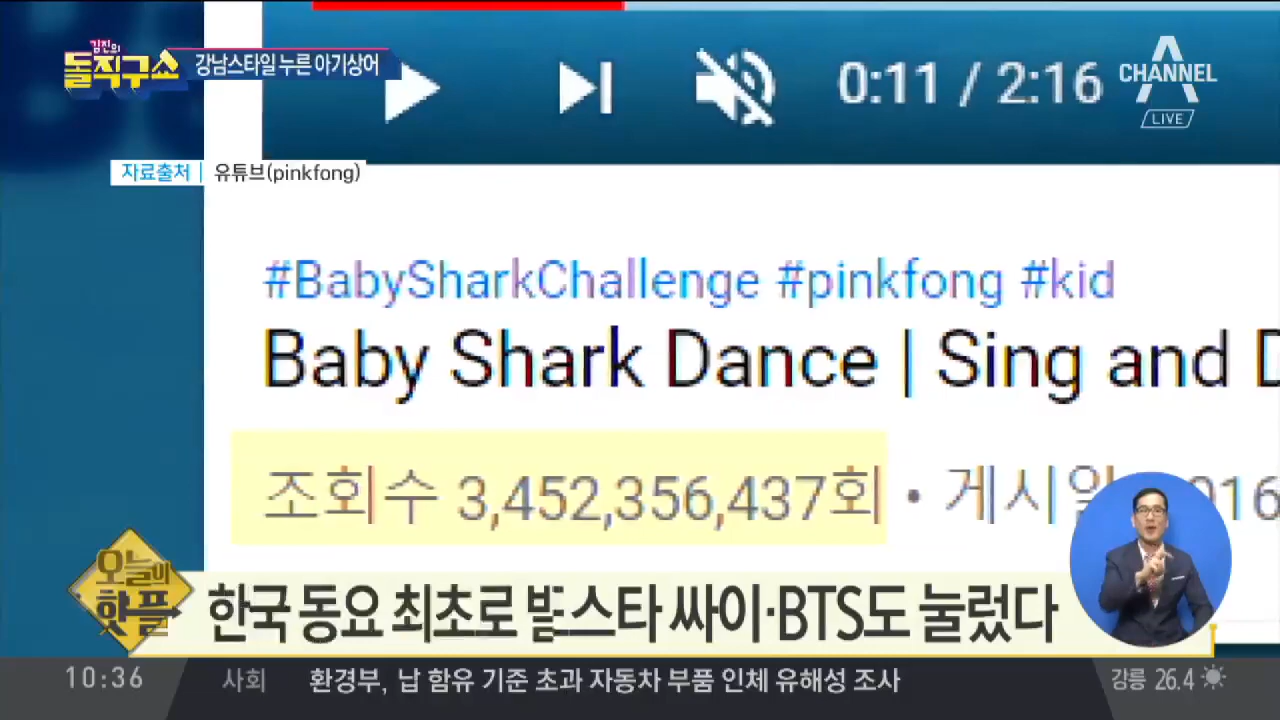 김진의
돌직구쇼
강남스타일 누른 아기상어
0:11 / 2:16
CHANNEL A
LIVE
자료출처 | 유튜브(pinkfong)
#BabySharkChallenge #pinkfong #kid
Baby Shark Dance | Sing and D
조회수 3,452,356,437회 • 게시일
오늘의
핫플
한국 동요 최초로 스타 싸이·BTS도 눌렀다
10:36 사회 환경부, 납 함유 기준 초과 자동차 부품 인체 유해성 조사 강릉 26.4